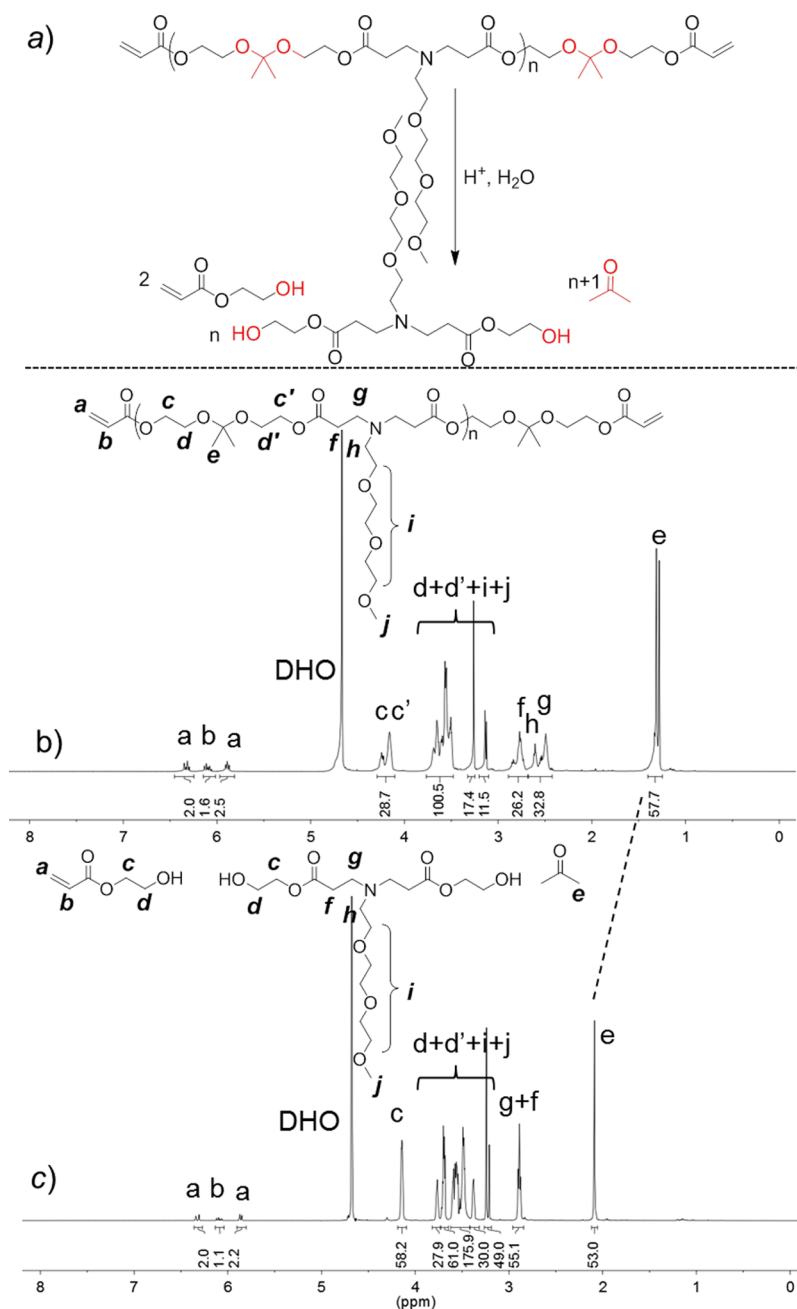 a)
O O O O O N O O O O O O
n
O O O O O O
H⁺, H₂O
2 O O OH n+1 O
n HO O O N O O OH
a b c d e c' d' f g h i j
O O O O O O O N O O O O O O
n
O
O
O
e
d+d'+i+j
DHO
c c' f h g
b) a b a
2.0 1.6 2.5 28.7 100.5 17.4 11.5 26.2 32.8 57.7
8 7 6 5 4 3 2 1 0
a b c d O O OH
HO O O N O O OH
d c f g h i j
O e
O
O
O
d+d'+i+j
e
DHO
c g+f
c) a b a
2.0 1.1 2.2 58.2 27.9 61.0 175.9 30.0 49.0 55.1 53.0
8 7 6 5 4 3 2 1 0
(ppm)